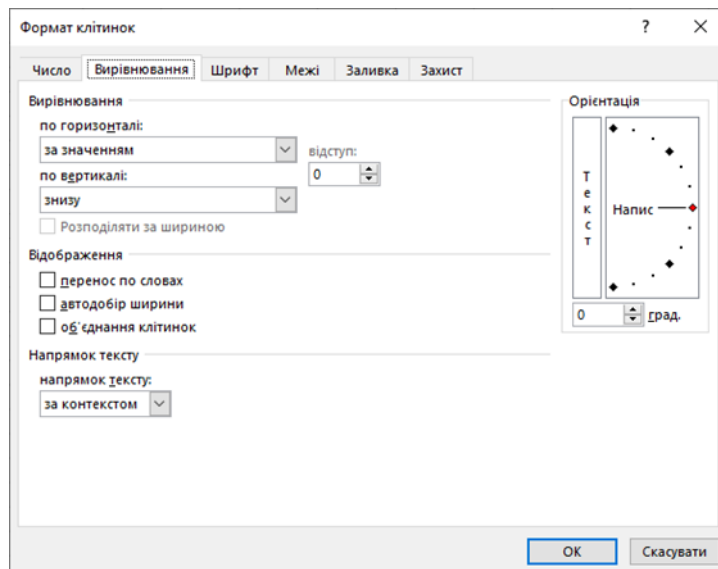 Формат клітинок
? ×
Число Вирівнювання Шрифт Межі Заливка Захист
Вирівнювання
по горизонталі:
за значенням
відступ:
0
по вертикалі:
знизу
Розподіляти за шириною
Відображення
перенос по словах
автодобір ширини
об'єднання клітинок
Напрямок тексту
напрямок тексту:
за контекстом
Орієнтація
Текст
Напис
0 град.
ОК Скасувати